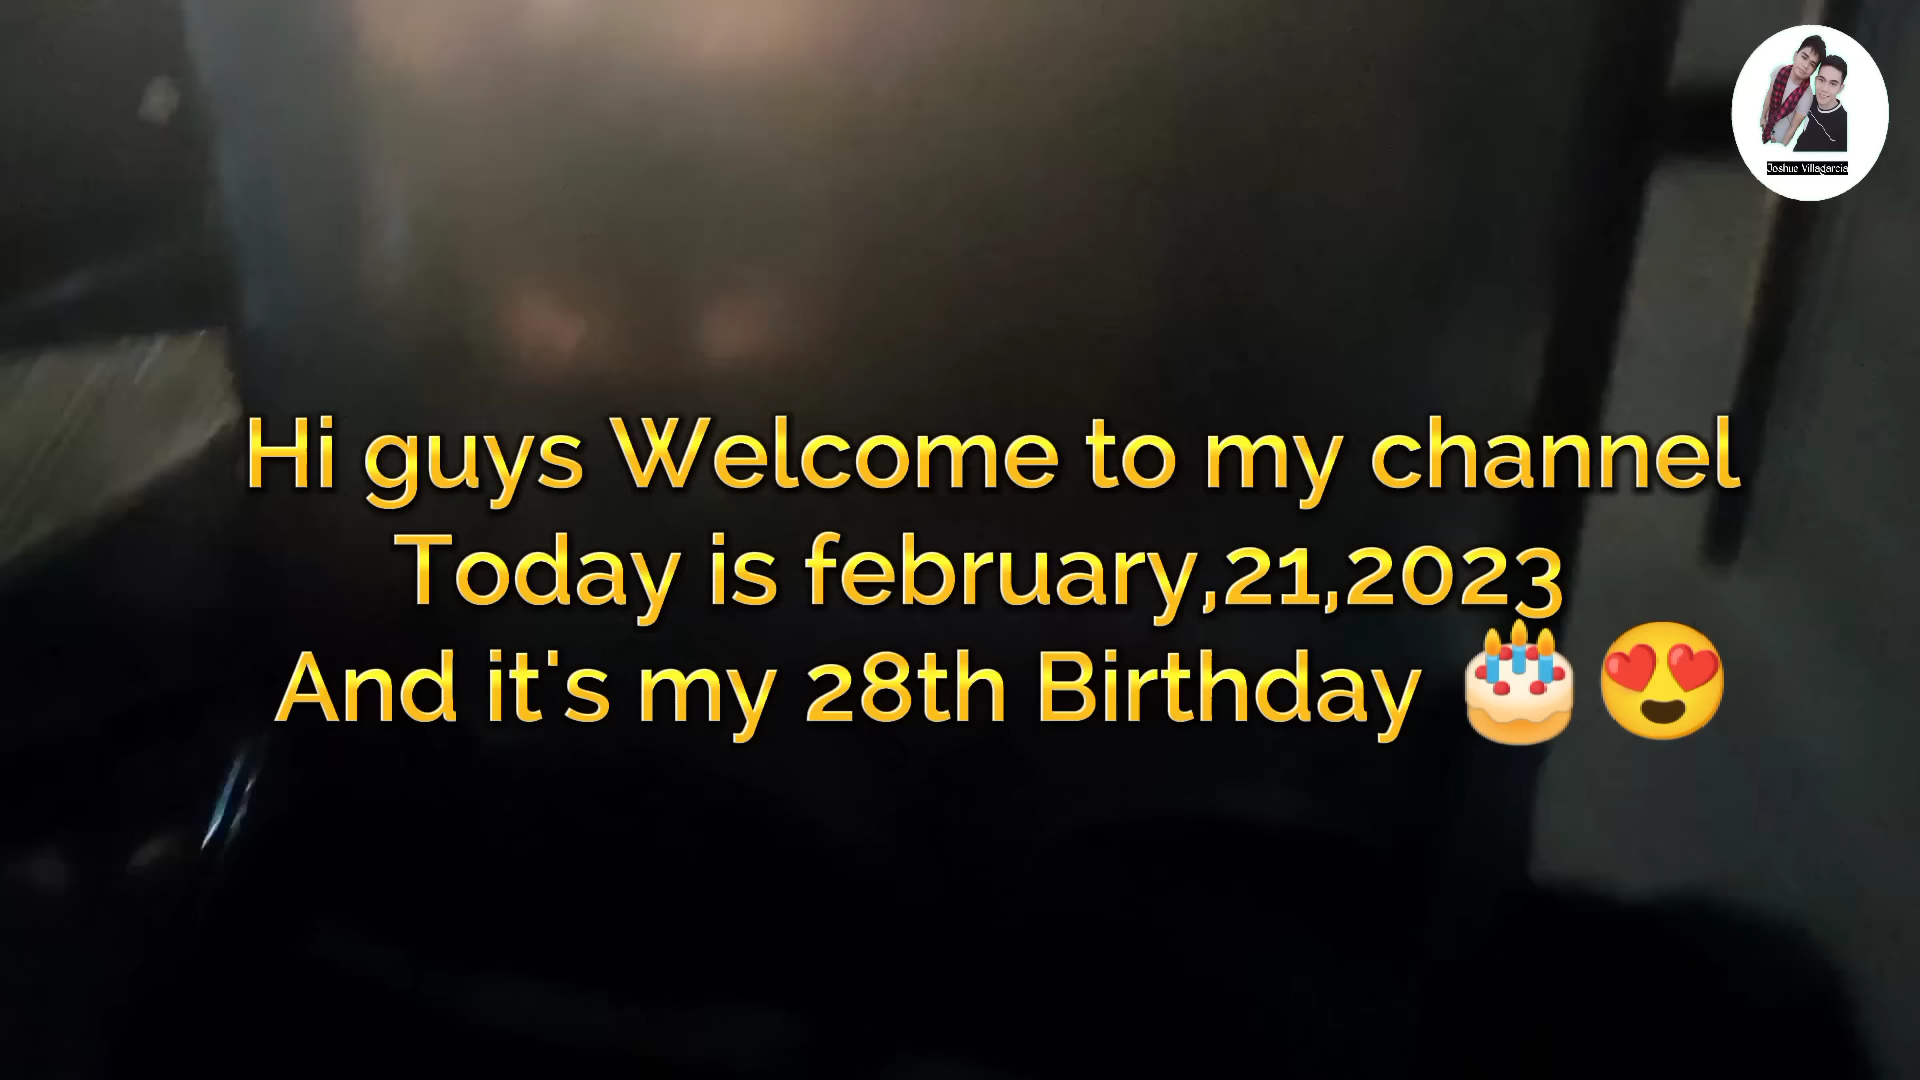 Joshue Villagarcia
Hi guys Welcome to my channel
Today is february,21,2023
And it's my 28th Birthday 🎂😍